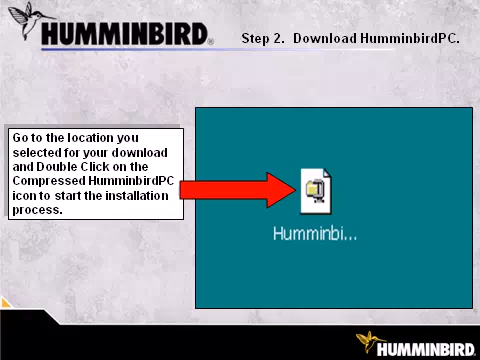 HUMMINBIRD®
Step 2. Download HumminbirdPC.
Go to the location you
selected for your download
and Double Click on the
Compressed HumminbirdPC
icon to start the installation
process.
Humminbi...
HUMMINBIRD